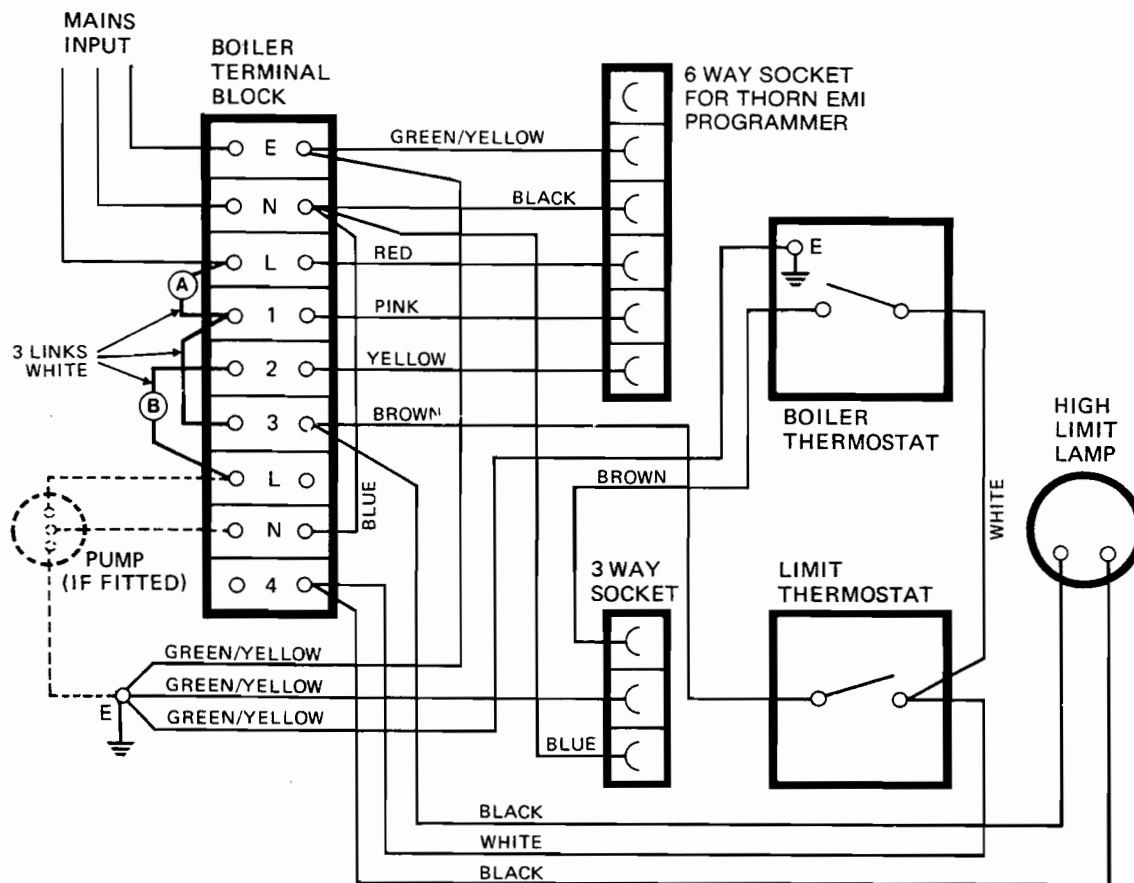 MAINS
INPUT
BOILER
TERMINAL
BLOCK
6 WAY SOCKET
FOR THORN EMI
PROGRAMMER
E
GREEN/YELLOW
N
BLACK
L
RED
A
1
PINK
3 LINKS
WHITE
2
YELLOW
B
3
BROWN
L
N
BLUE
4
PUMP
(IF FITTED)
E
BOILER
THERMOSTAT
HIGH
LIMIT
LAMP
BROWN
WHITE
3 WAY
SOCKET
LIMIT
THERMOSTAT
GREEN/YELLOW
GREEN/YELLOW
GREEN/YELLOW
E
BLUE
BLACK
WHITE
BLACK